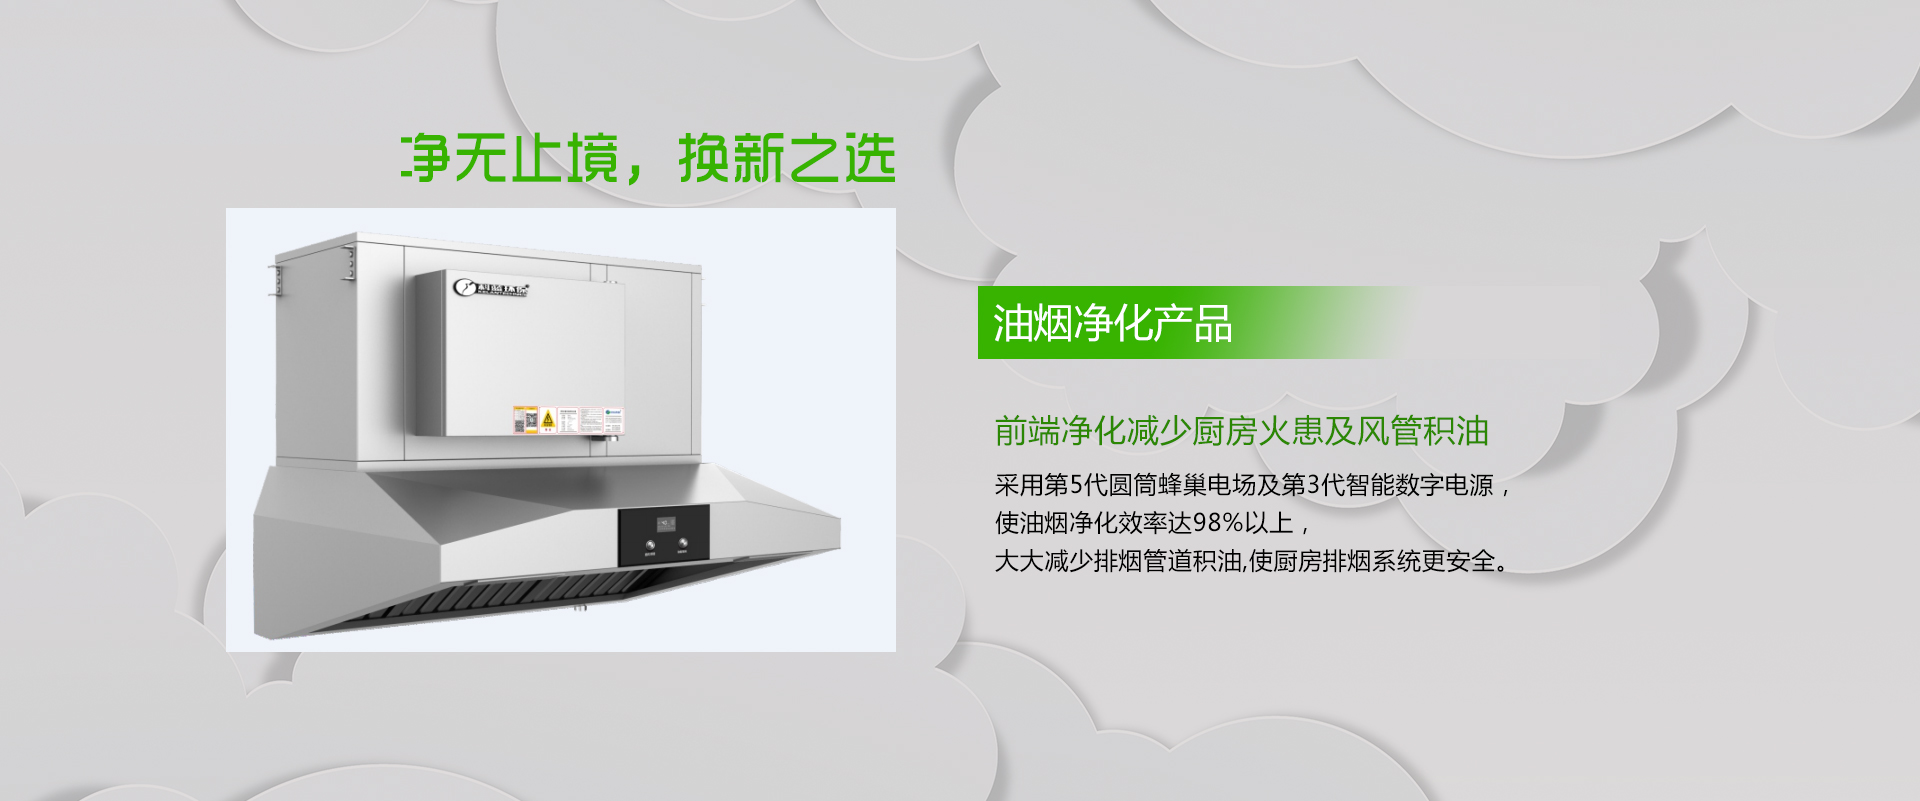 净无止境，换新之选
科蓝环保
油烟净化产品
前端净化减少厨房火患及风管积油
采用第5代圆筒蜂巢电场及第3代智能数字电源，
使油烟净化效率达98%以上，
大大减少排烟管道积油,使厨房排烟系统更安全。